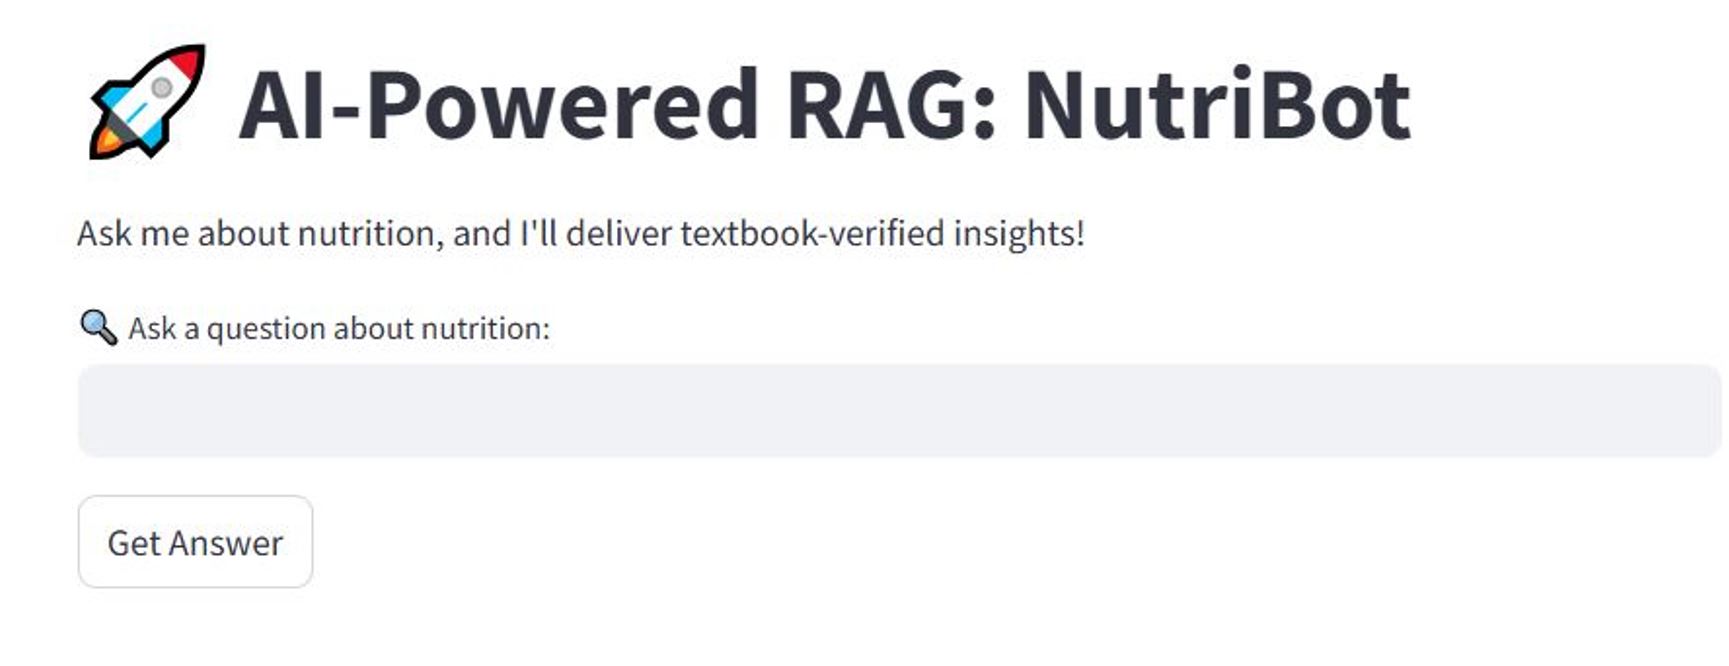 🚀 AI-Powered RAG: NutriBot
Ask me about nutrition, and I'll deliver textbook-verified insights!
🔍 Ask a question about nutrition:
Get Answer